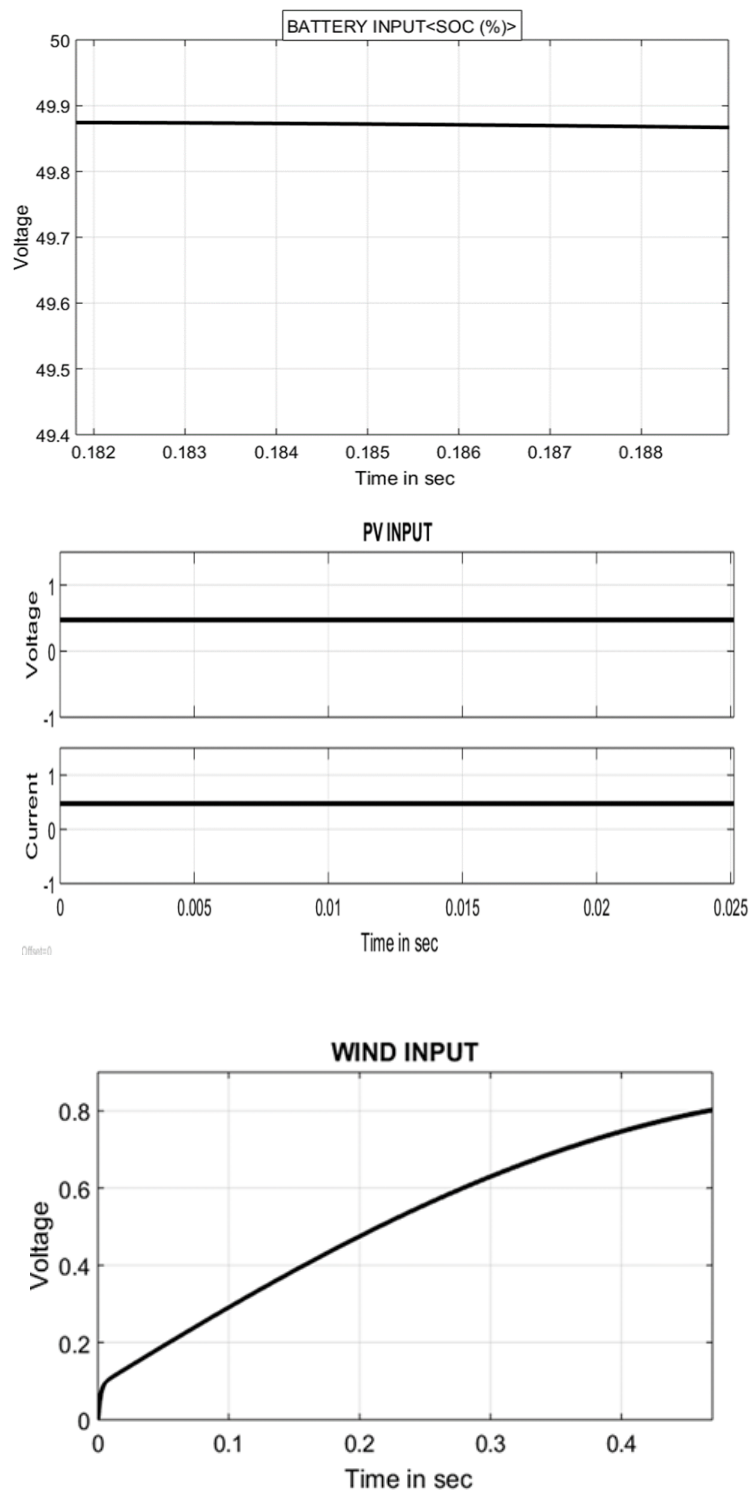 BATTERY INPUT<SOC (%)>
50
49.9
49.8
49.7
49.6
49.5
49.4
Voltage
0.182 0.183 0.184 0.185 0.186 0.187 0.188
Time in sec
PV INPUT
1
0
-1
Voltage
1
0
-1
Current
0 0.005 0.01 0.015 0.02 0.025
Time in sec
Offset=0
WIND INPUT
0.8
0.6
0.4
0.2
0
Voltage
0 0.1 0.2 0.3 0.4
Time in sec